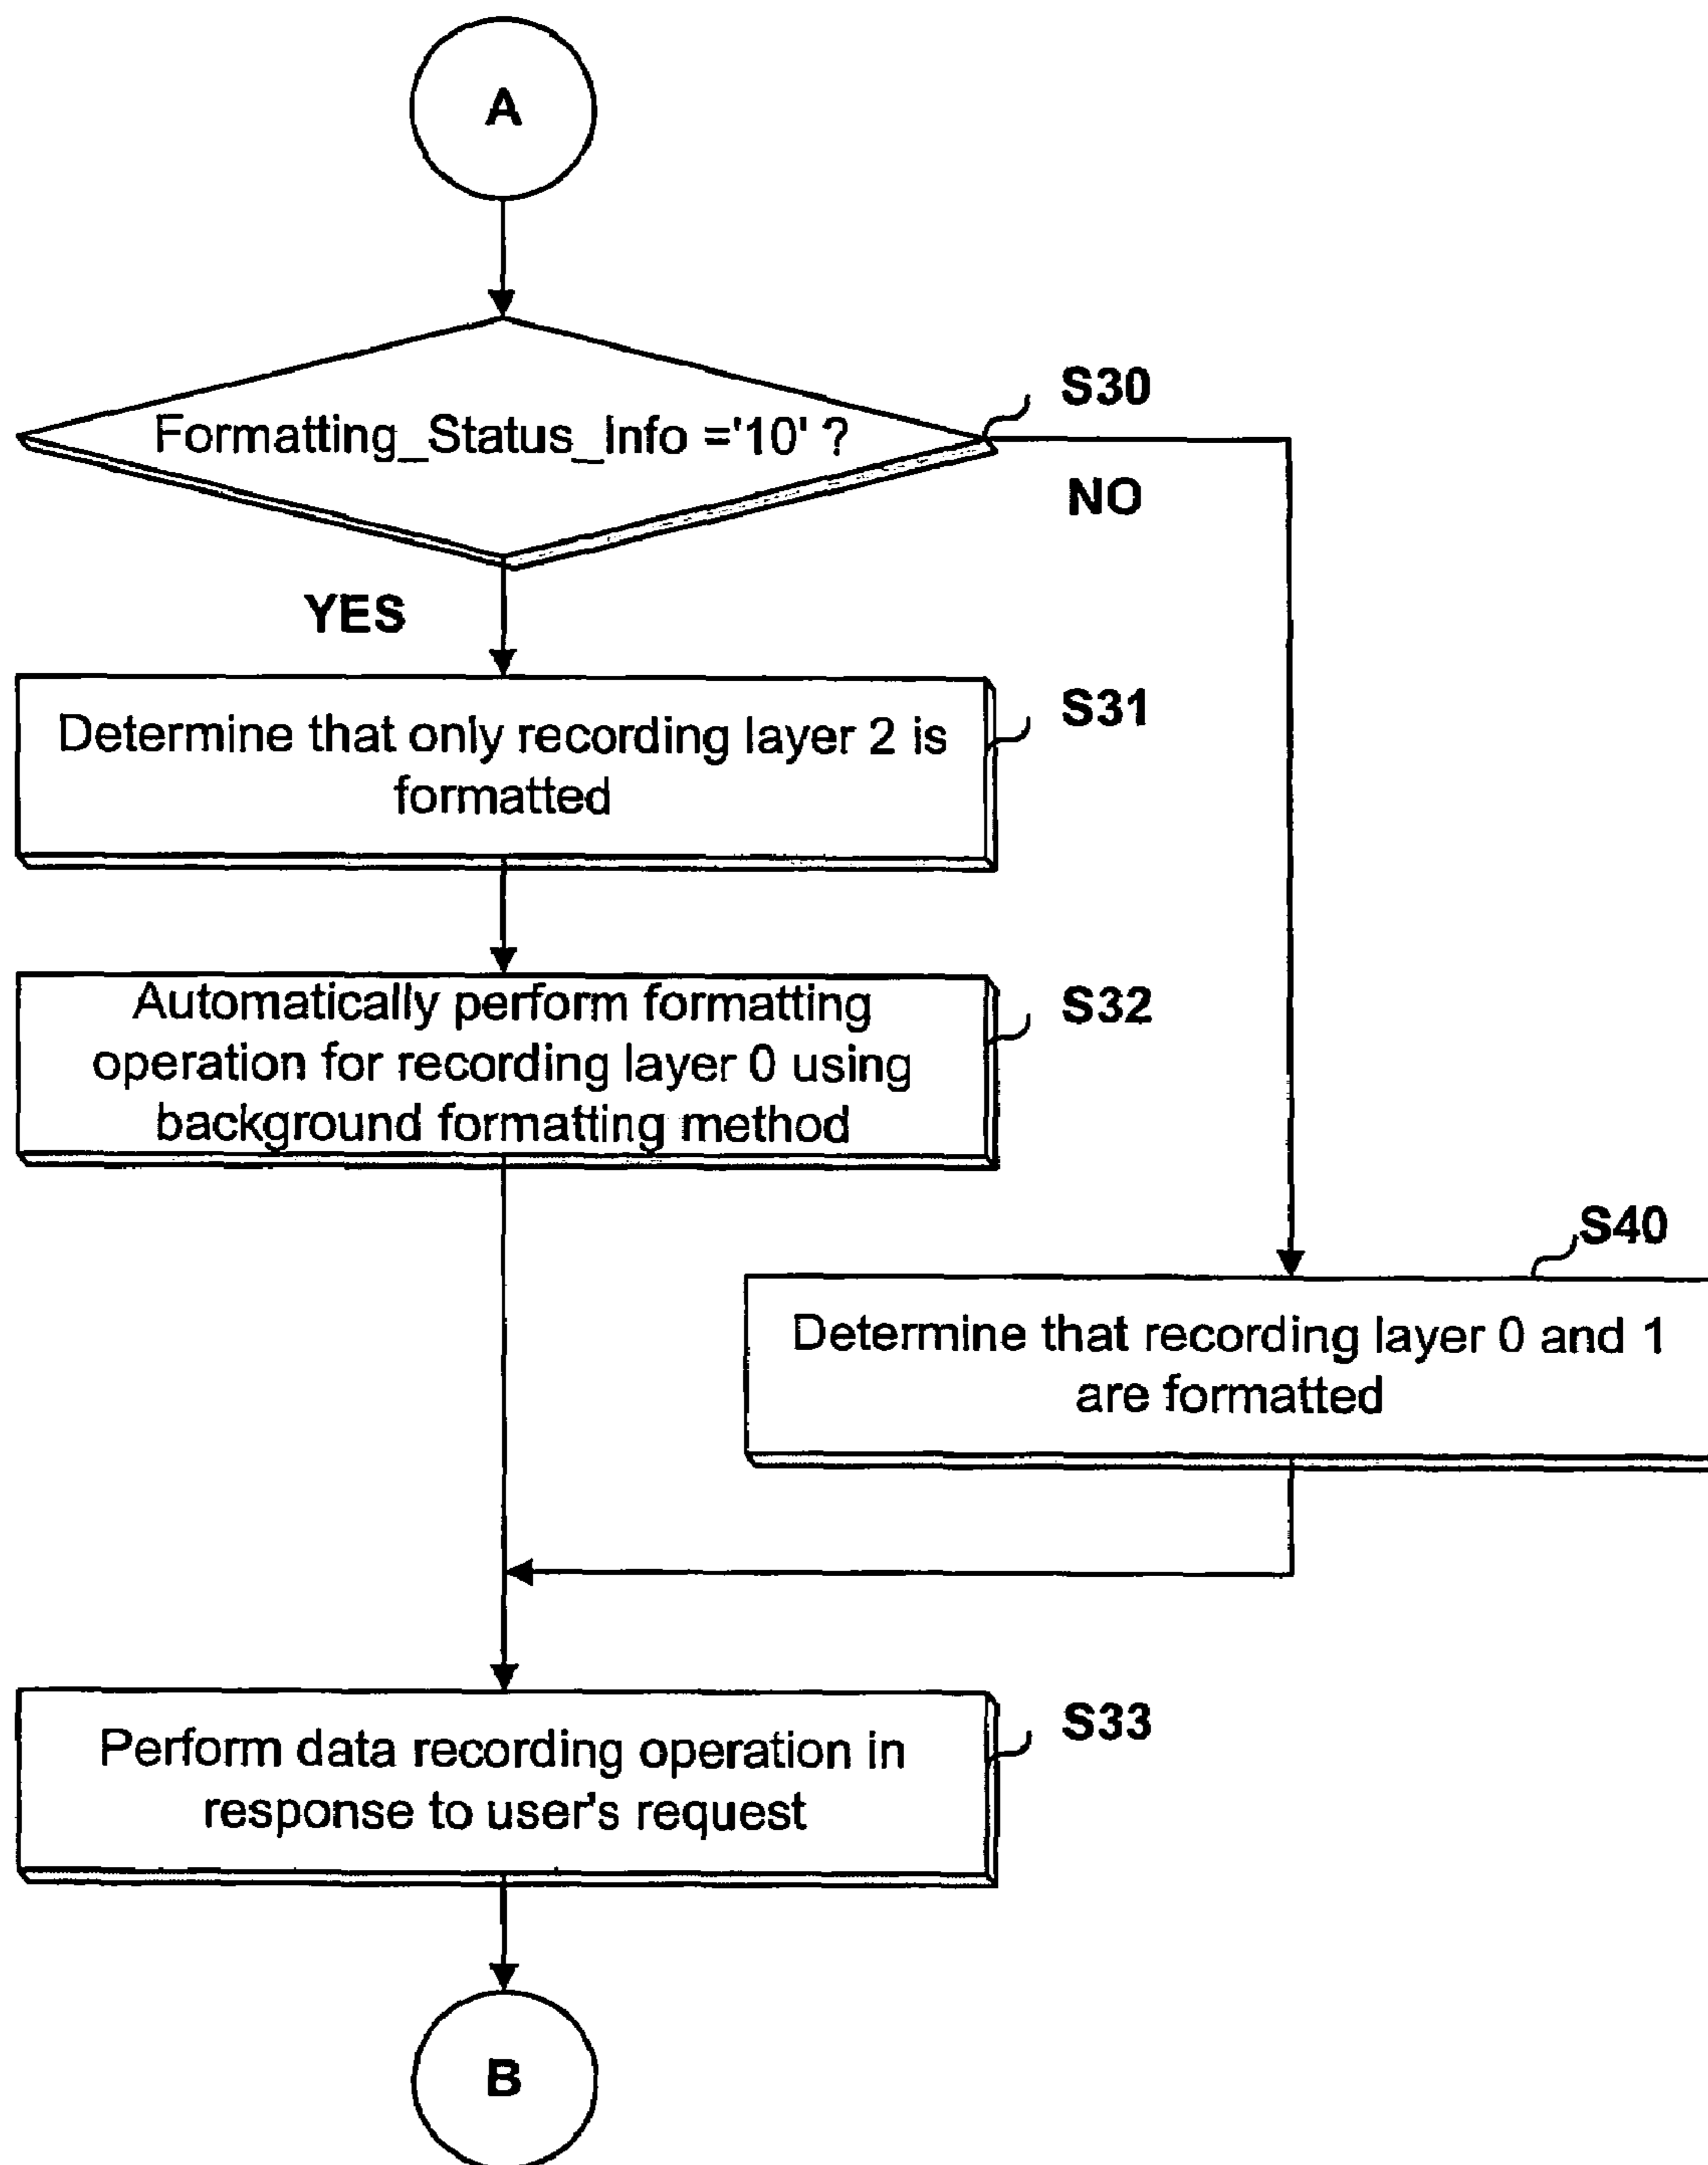 A
Formatting_Status_Info ='10' ?
S30
NO
YES
Determine that only recording layer 2 is
formatted
S31
Automatically perform formatting
operation for recording layer 0 using
background formatting method
S32
S40
Determine that recording layer 0 and 1
are formatted
Perform data recording operation in
response to user's request
S33
B